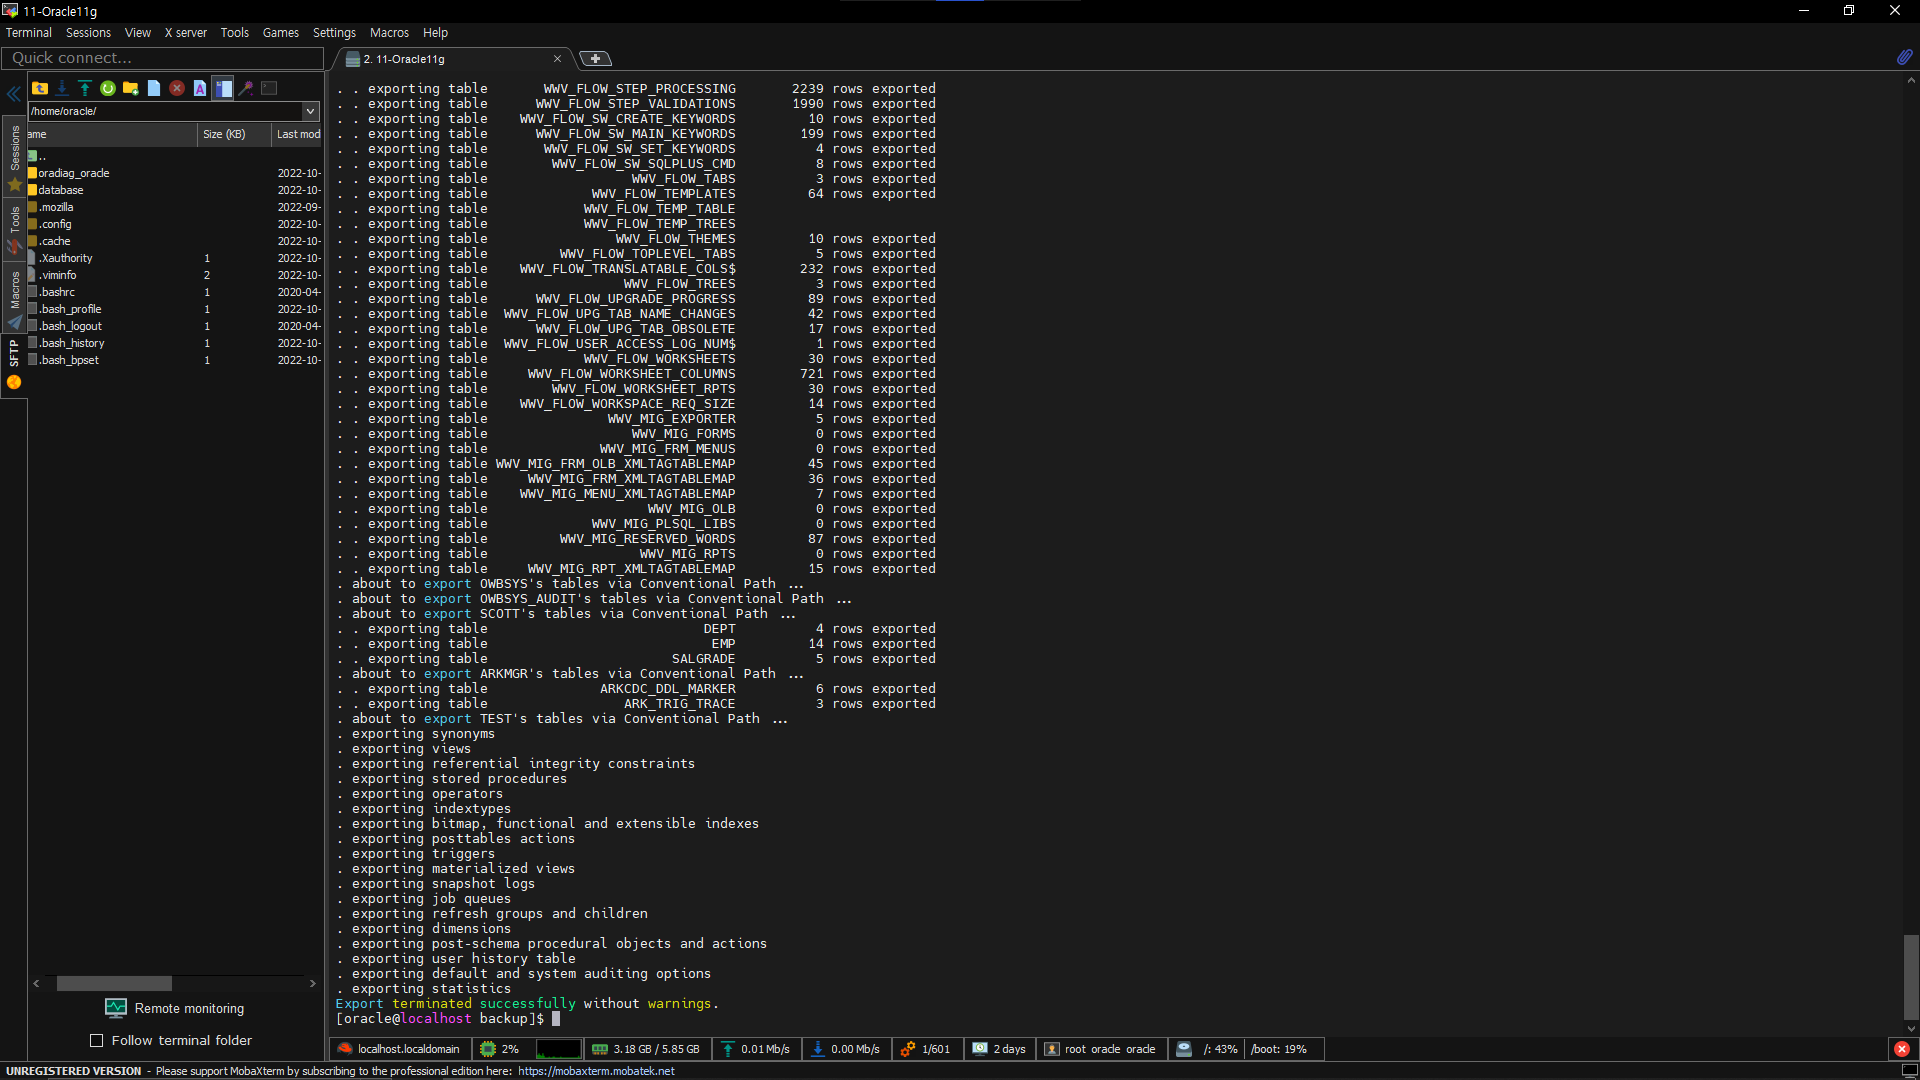 11-Oracle11g
Terminal Sessions View X server Tools Games Settings Macros Help
Quick connect...
2. 11-Oracle11g
/home/oracle/
ame Size (KB) Last mod
..
oradiag_oracle 2022-10-
database 2022-10-
.mozilla 2022-09-
.config 2022-10-
.cache 2022-10-
.Xauthority 1 2022-10-
.viminfo 2 2022-10-
.bashrc 1 2020-04-
.bash_profile 1 2022-10-
.bash_logout 1 2020-04-
.bash_history 1 2022-10-
.bash_bpset 1 2022-10-
Sessions
Tools
Macros
SFTP
Remote monitoring
Follow terminal folder
. . exporting table WWV_FLOW_STEP_PROCESSING 2239 rows exported
. . exporting table WWV_FLOW_STEP_VALIDATIONS 1990 rows exported
. . exporting table WWV_FLOW_SW_CREATE_KEYWORDS 10 rows exported
. . exporting table WWV_FLOW_SW_MAIN_KEYWORDS 199 rows exported
. . exporting table WWV_FLOW_SW_SET_KEYWORDS 4 rows exported
. . exporting table WWV_FLOW_SW_SQLPLUS_CMD 8 rows exported
. . exporting table WWV_FLOW_TABS 3 rows exported
. . exporting table WWV_FLOW_TEMPLATES 64 rows exported
. . exporting table WWV_FLOW_TEMP_TABLE
. . exporting table WWV_FLOW_TEMP_TREES
. . exporting table WWV_FLOW_THEMES 10 rows exported
. . exporting table WWV_FLOW_TOPLEVEL_TABS 5 rows exported
. . exporting table WWV_FLOW_TRANSLATABLE_COLS$ 232 rows exported
. . exporting table WWV_FLOW_TREES 3 rows exported
. . exporting table WWV_FLOW_UPGRADE_PROGRESS 89 rows exported
. . exporting table WWV_FLOW_UPG_TAB_NAME_CHANGES 42 rows exported
. . exporting table WWV_FLOW_UPG_TAB_OBSOLETE 17 rows exported
. . exporting table WWV_FLOW_USER_ACCESS_LOG_NUM$ 1 rows exported
. . exporting table WWV_FLOW_WORKSHEETS 30 rows exported
. . exporting table WWV_FLOW_WORKSHEET_COLUMNS 721 rows exported
. . exporting table WWV_FLOW_WORKSHEET_RPTS 30 rows exported
. . exporting table WWV_FLOW_WORKSPACE_REQ_SIZE 14 rows exported
. . exporting table WWV_MIG_EXPORTER 5 rows exported
. . exporting table WWV_MIG_FORMS 0 rows exported
. . exporting table WWV_MIG_FRM_MENUS 0 rows exported
. . exporting table WWV_MIG_FRM_OLB_XMLTAGTABLEMAP 45 rows exported
. . exporting table WWV_MIG_FRM_XMLTAGTABLEMAP 36 rows exported
. . exporting table WWV_MIG_MENU_XMLTAGTABLEMAP 7 rows exported
. . exporting table WWV_MIG_OLB 0 rows exported
. . exporting table WWV_MIG_PLSQL_LIBS 0 rows exported
. . exporting table WWV_MIG_RESERVED_WORDS 87 rows exported
. . exporting table WWV_MIG_RPTS 0 rows exported
. . exporting table WWV_MIG_RPT_XMLTAGTABLEMAP 15 rows exported
. about to export OWBSYS's tables via Conventional Path ...
. about to export OWBSYS_AUDIT's tables via Conventional Path ...
. about to export SCOTT's tables via Conventional Path ...
. . exporting table DEPT 4 rows exported
. . exporting table EMP 14 rows exported
. . exporting table SALGRADE 5 rows exported
. about to export ARKMGR's tables via Conventional Path ...
. . exporting table ARKCDC_DDL_MARKER 6 rows exported
. . exporting table ARK_TRIG_TRACE 3 rows exported
. about to export TEST's tables via Conventional Path ...
. exporting synonyms
. exporting views
. exporting referential integrity constraints
. exporting stored procedures
. exporting operators
. exporting indextypes
. exporting bitmap, functional and extensible indexes
. exporting posttables actions
. exporting triggers
. exporting materialized views
. exporting snapshot logs
. exporting job queues
. exporting refresh groups and children
. exporting dimensions
. exporting post-schema procedural objects and actions
. exporting user history table
. exporting default and system auditing options
. exporting statistics
Export terminated successfully without warnings.
[oracle@localhost backup]$
localhost.localdomain 2% 3.18 GB / 5.85 GB 0.01 Mb/s 0.00 Mb/s 1/601 2 days root oracle oracle /: 43% /boot: 19%
UNREGISTERED VERSION - Please support MobaXterm by subscribing to the professional edition here: https://mobaxterm.mobatek.net